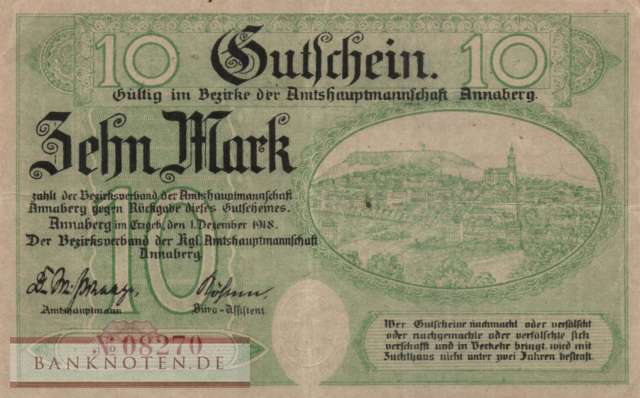 10 Gutschein. 10
Gültig im Bezirke der Amtshauptmannschaft Annaberg.
Zehn Mark
zahlt der Bezirksverband der Amtshauptmannschaft
Annaberg gegen Rückgabe dieses Gutscheines.
Annaberg im Erzgeb., den 1. Dezember 1918.
Der Bezirksverband der Kgl. Amtshauptmannschaft
Annaberg
10
Amtshauptmann
Büro-Assistent
№ 08270
Wer Gutscheine nachmacht oder verfälscht
oder nachgemachte oder verfälschte sich
verschafft und in Verkehr bringt, wird mit
Zuchthaus nicht unter zwei Jahren bestraft.
BANKNOTEN.DE